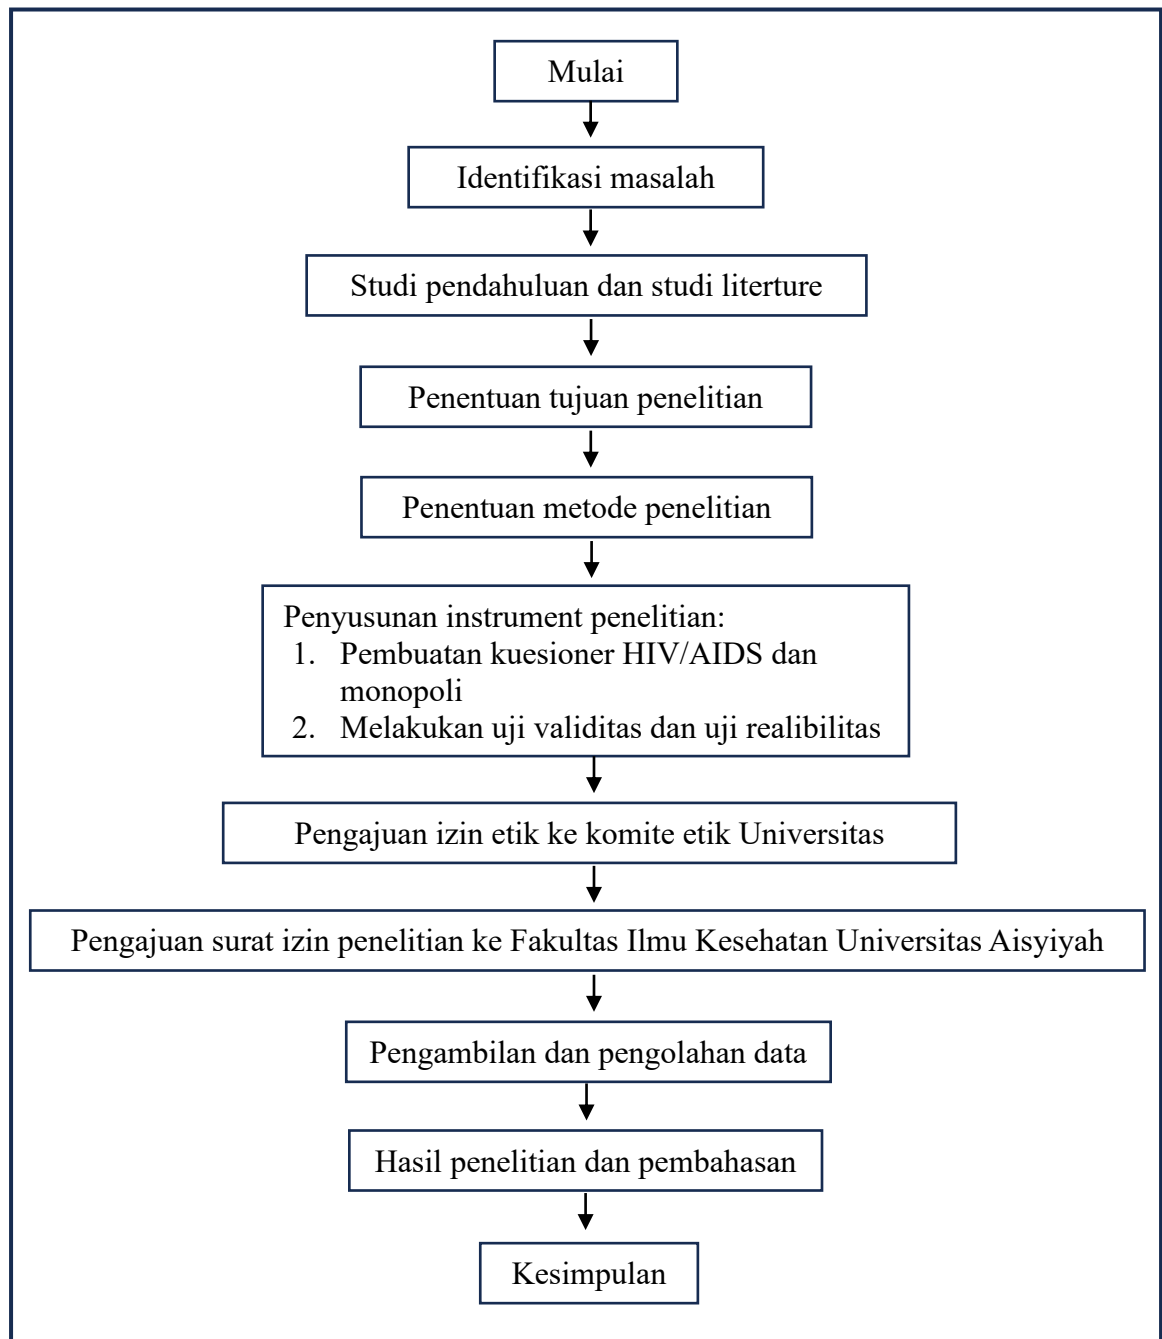 Mulai
Identifikasi masalah
Studi pendahuluan dan studi literture
Penentuan tujuan penelitian
Penentuan metode penelitian
Penyusunan instrument penelitian:
1. Pembuatan kuesioner HIV/AIDS dan
monopoli
2. Melakukan uji validitas dan uji realibilitas
Pengajuan izin etik ke komite etik Universitas
Pengajuan surat izin penelitian ke Fakultas Ilmu Kesehatan Universitas Aisyiyah
Pengambilan dan pengolahan data
Hasil penelitian dan pembahasan
Kesimpulan